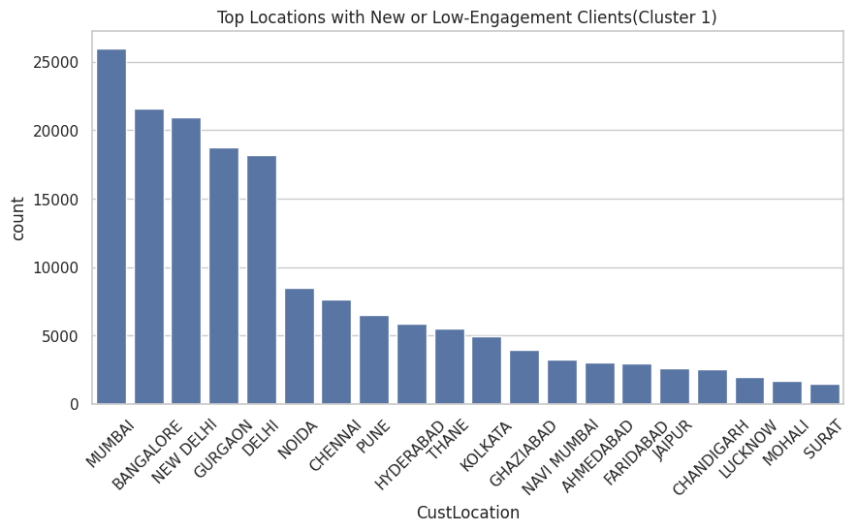 Top Locations with New or Low-Engagement Clients(Cluster 1)
25000
20000
15000
10000
5000
0
count
MUMBAI
BANGALORE
NEW DELHI
GURGAON
DELHI
NOIDA
CHENNAI
PUNE
HYDERABAD
THANE
KOLKATA
GHAZIABAD
NAVI MUMBAI
AHMEDABAD
FARIDABAD
JAIPUR
CHANDIGARH
LUCKNOW
MOHALI
SURAT
CustLocation